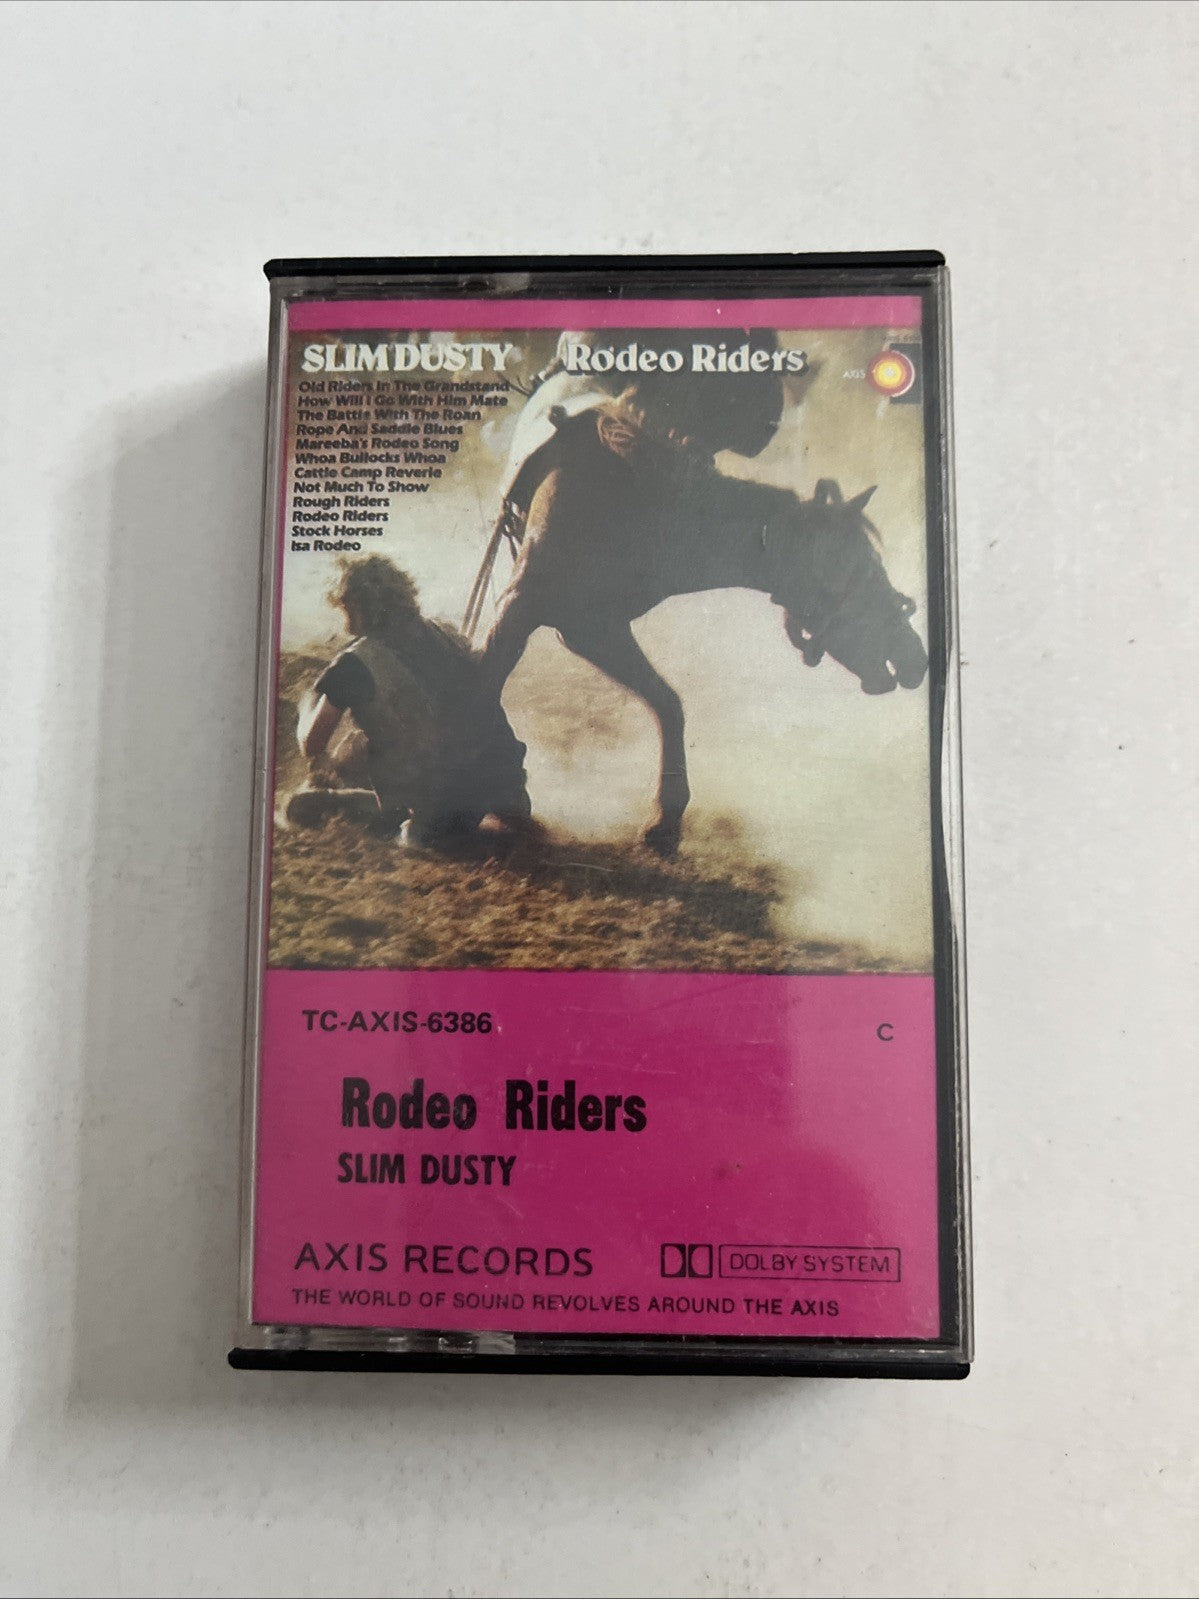 SLIM DUSTY Rodeo Riders
AXIS
Old Riders In The Grandstand
How Will I Go With Him Mate
The Battle With The Roan
Rope And Saddle Blues
Mareeba's Rodeo Song
Whoa Bullocks Whoa
Cattle Camp Reverie
Not Much To Show
Rough Riders
Rodeo Riders
Stock Horses
Isa Rodeo
TC-AXIS-6386
C
Rodeo Riders
SLIM DUSTY
AXIS RECORDS
DOLBY SYSTEM
THE WORLD OF SOUND REVOLVES AROUND THE AXIS